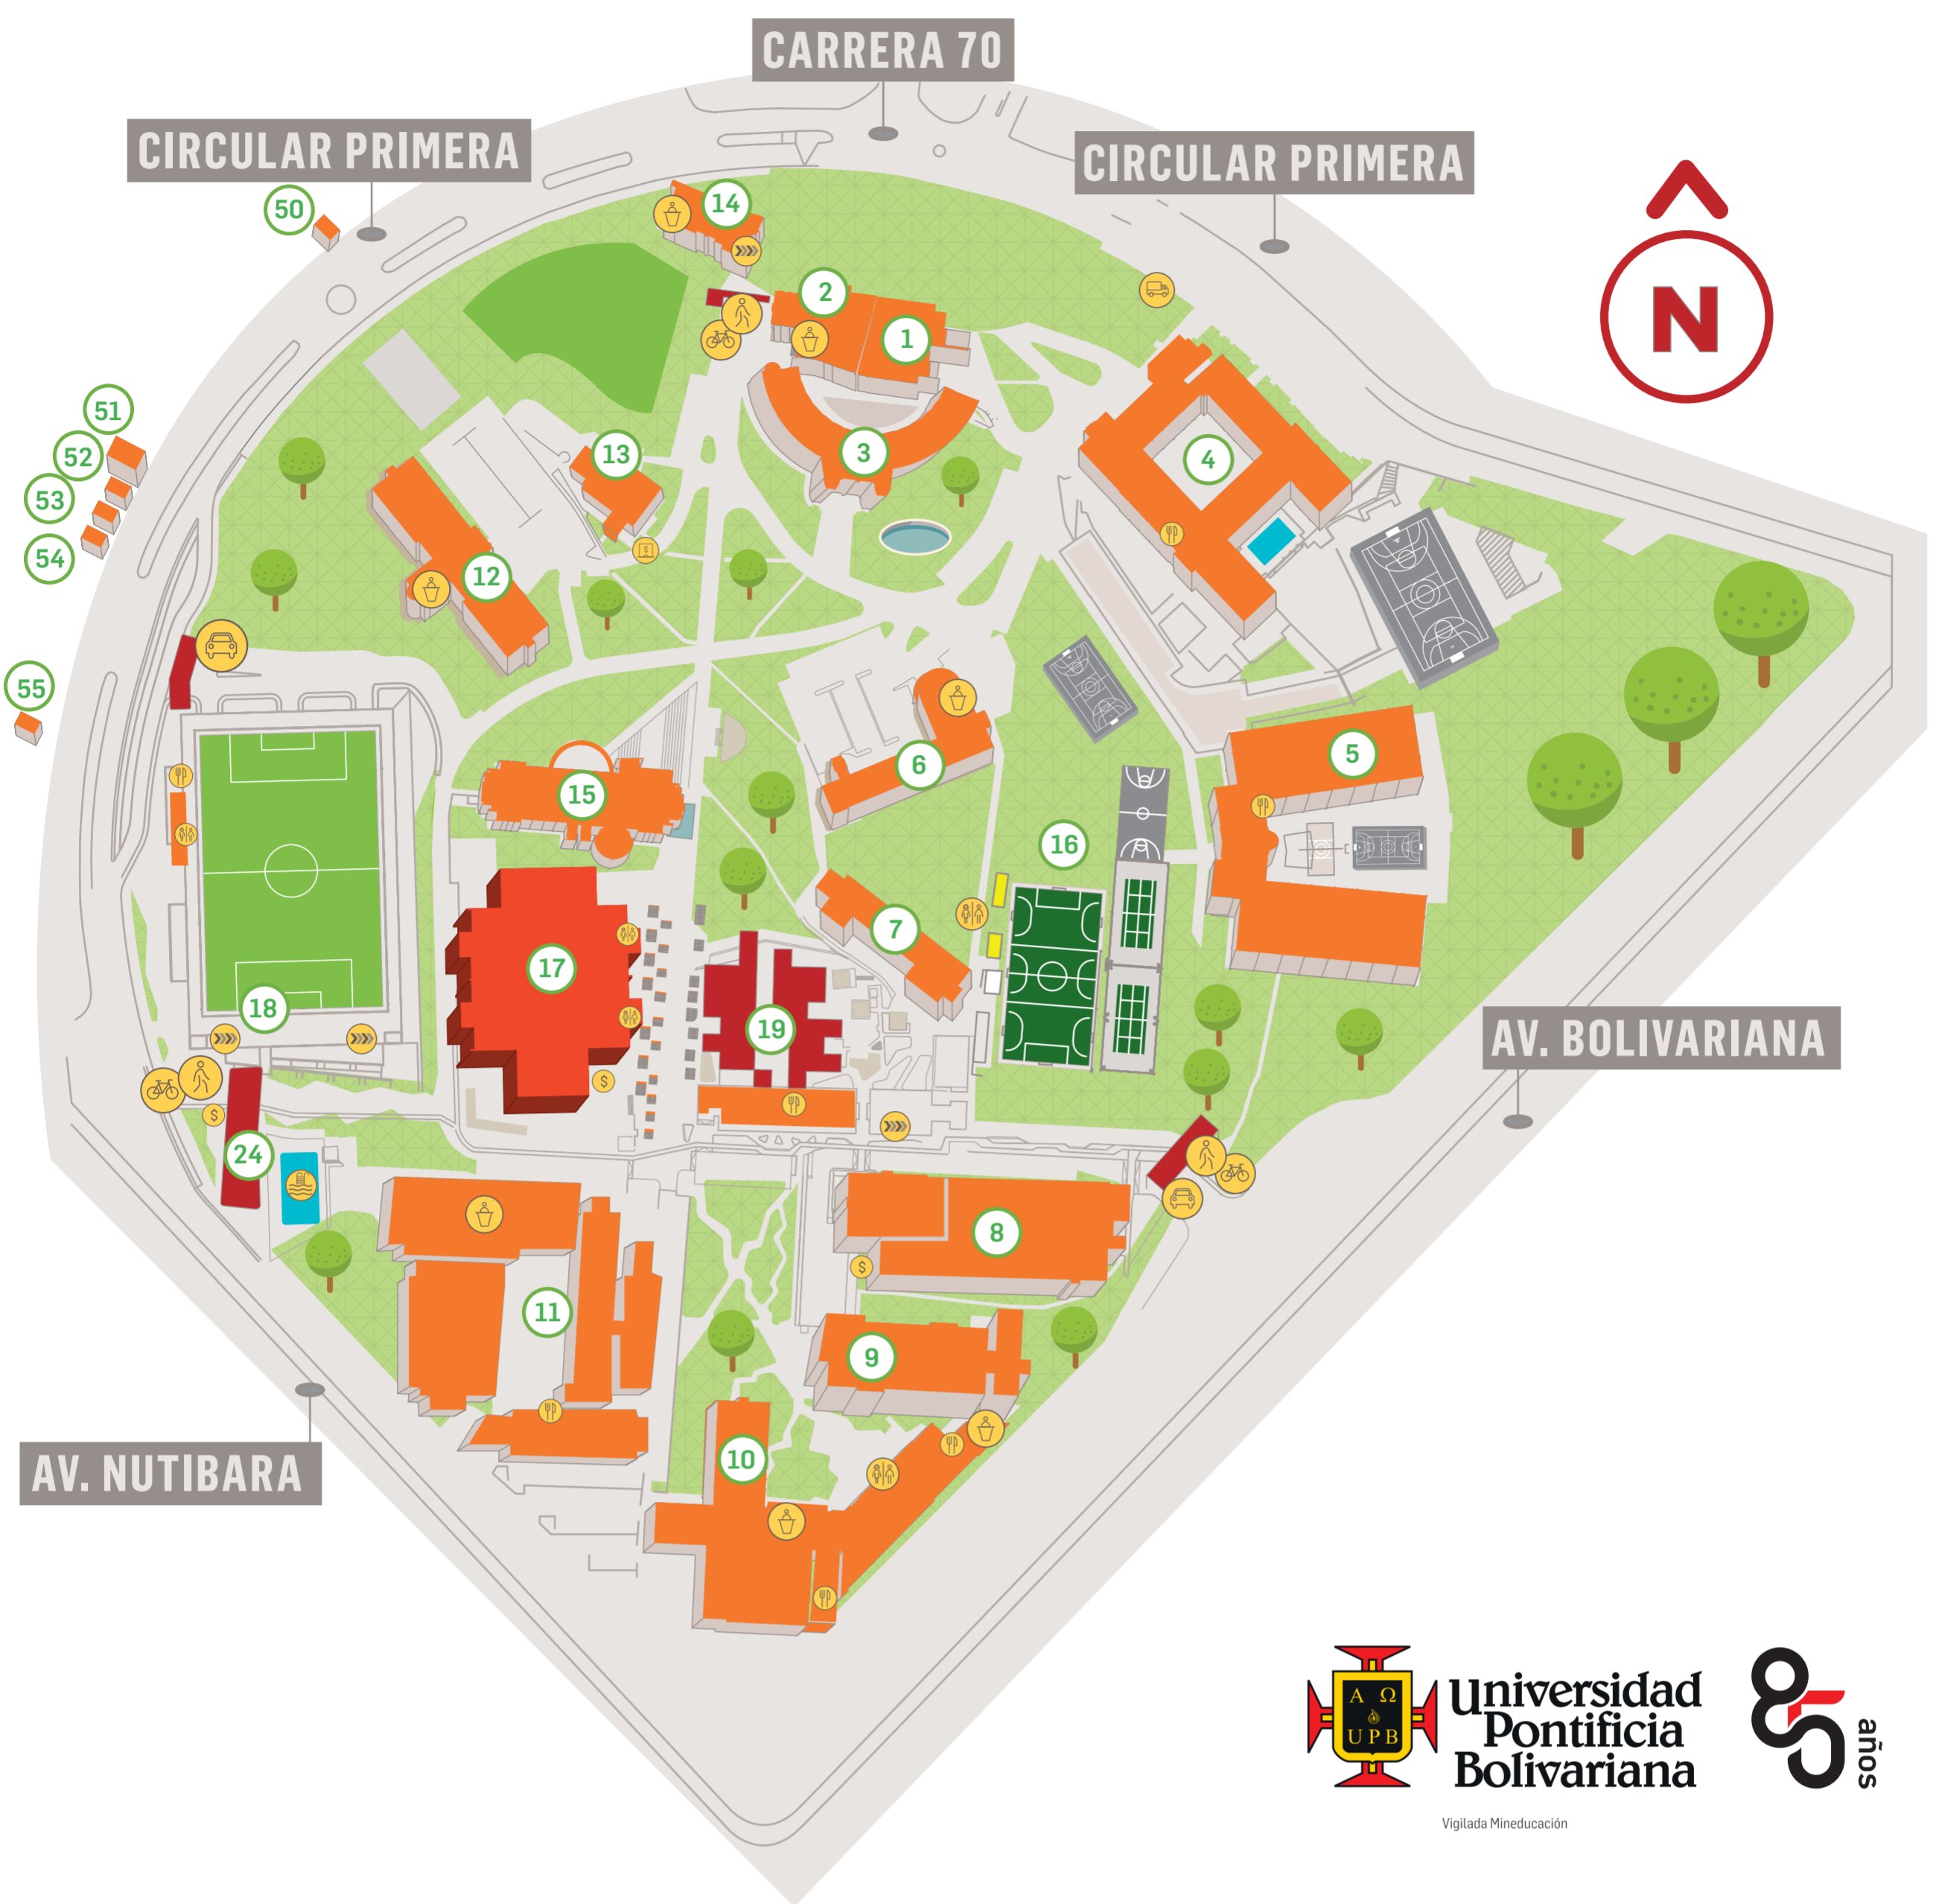 CARRERA 70
CIRCULAR PRIMERA
CIRCULAR PRIMERA
50
14
N
2
1
51
52
53
54
13
3
4
12
55
15
6
5
16
7
17
18
19
AV. BOLIVARIANA
$
$
24
8
$
11
9
AV. NUTIBARA
10
Α Ω
UPB
Universidad
Pontificia
Bolivariana
85
años
Vigilada Mineducación